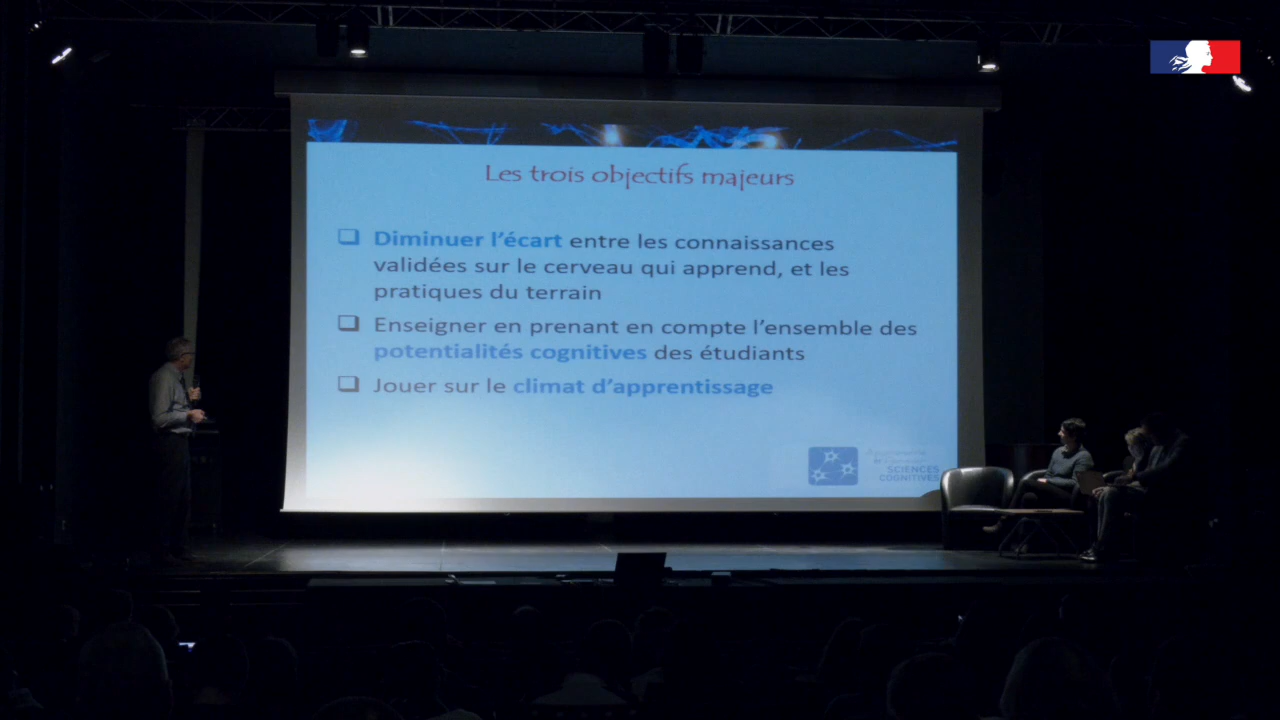 Les trois objectifs majeurs
❑ Diminuer l'écart entre les connaissances
validées sur le cerveau qui apprend, et les
pratiques du terrain
❑ Enseigner en prenant en compte l'ensemble des
potentialités cognitives des étudiants
❑ Jouer sur le climat d'apprentissage
SCIENCES
COGNITIVES